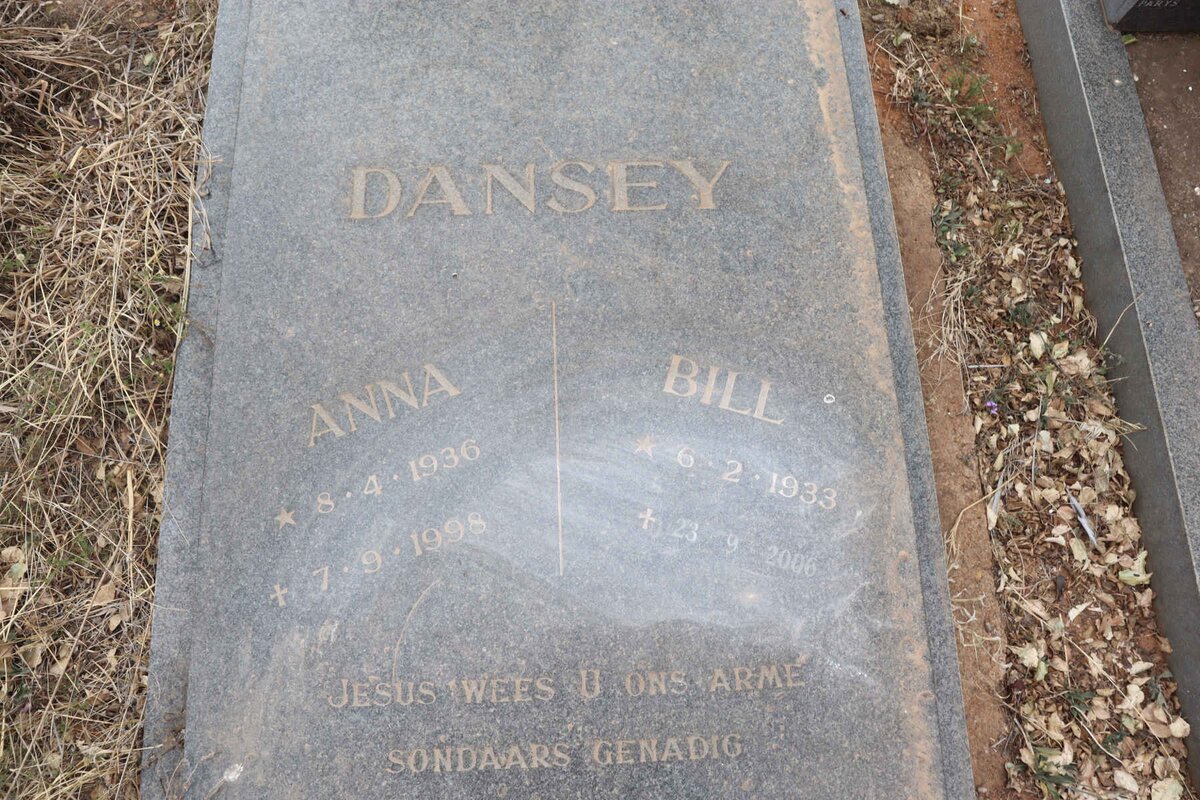 PARYS
DANSEY
ANNA
★ 8·4·1936
✝ 7·9·1998
BILL
★ 6·2·1933
✝ 23 9 2006
JESUS WEES U ONS ARME
SONDAARS GENADIG